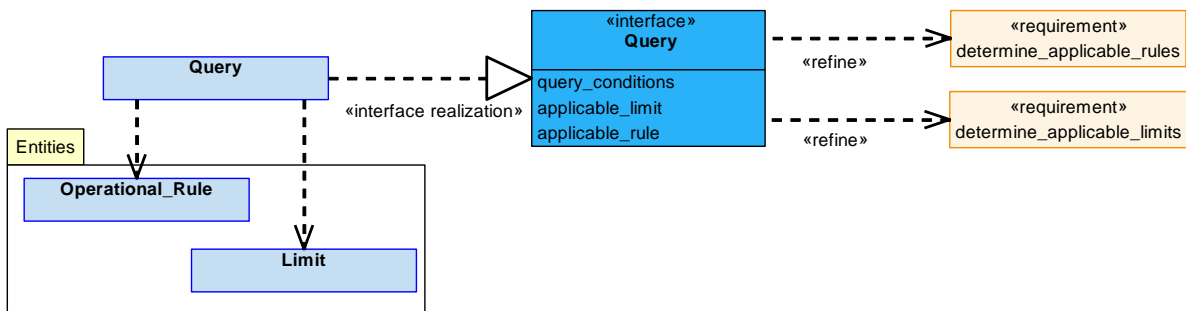 Query
«interface realization»
«interface»
Query
query_conditions
applicable_limit
applicable_rule
«refine»
«refine»
«requirement»
determine_applicable_rules
«requirement»
determine_applicable_limits
Entities
Operational_Rule
Limit